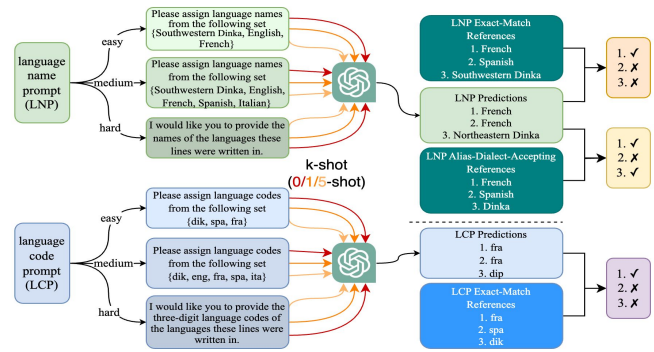 language
name
prompt
(LNP)
easy
medium
hard
Please assign language names
from the following set
{Southwestern Dinka, English,
French}
Please assign language names
from the following set
{Southwestern Dinka, English,
French, Spanish, Italian}
I would like you to provide the
names of the languages these
lines were written in.
k-shot
(0/1/5-shot)
LNP Exact-Match
References
1. French
2. Spanish
3. Southwestern Dinka
LNP Predictions
1. French
2. French
3. Northeastern Dinka
LNP Alias-Dialect-Accepting
References
1. French
2. Spanish
3. Dinka
1. ✓
2. ✗
3. ✗
1. ✓
2. ✗
3. ✓
language
code
prompt
(LCP)
easy
medium
hard
Please assign language codes
from the following set
{dik, spa, fra}
Please assign language codes
from the following set
{dik, eng, fra, spa, ita}
I would like you to provide the
three-digit language codes of
the languages these lines were
written in.
LCP Predictions
1. fra
2. fra
3. dip
LCP Exact-Match
References
1. fra
2. spa
3. dik
1. ✓
2. ✗
3. ✗